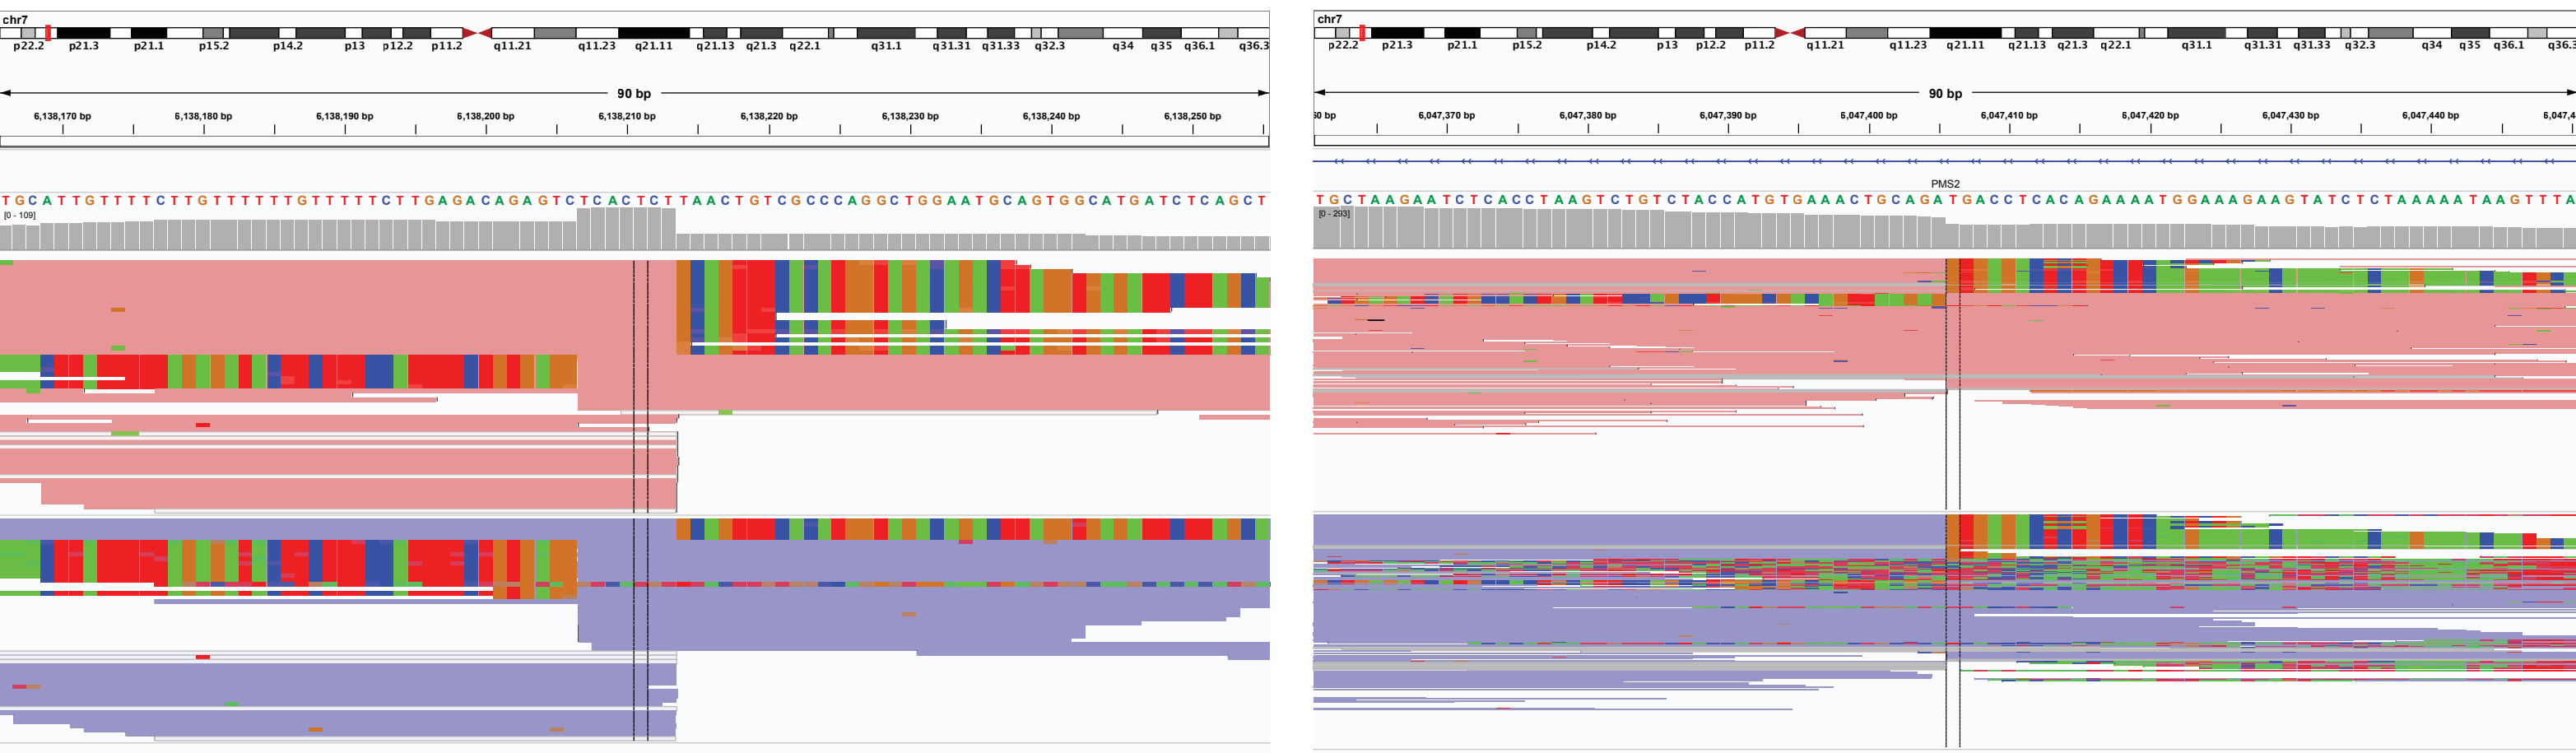 chr7
p22.2 p21.3 p21.1 p15.2 p14.2 p13 p12.2 p11.2 q11.21 q11.23 q21.11 q21.13 q21.3 q22.1 q31.1 q31.31 q31.33 q32.3 q34 q35 q36.1 q36.3
90 bp
6,138,170 bp 6,138,180 bp 6,138,190 bp 6,138,200 bp 6,138,210 bp 6,138,220 bp 6,138,230 bp 6,138,240 bp 6,138,250 bp
T G C A T T G T T T T C T T G T T T T T T G T T T T T C T T G A G A C A G A G T C T C A C T C T T A A C T G T C G C C C A G G C T G G A A T G C A G T G G C A T G A T C T C A G C T
[0 - 109]
chr7
p22.2 p21.3 p21.1 p15.2 p14.2 p13 p12.2 p11.2 q11.21 q11.23 q21.11 q21.13 q21.3 q22.1 q31.1 q31.31 q31.33 q32.3 q34 q35 q36.1 q36.3
90 bp
60 bp 6,047,370 bp 6,047,380 bp 6,047,390 bp 6,047,400 bp 6,047,410 bp 6,047,420 bp 6,047,430 bp 6,047,440 bp 6,047,4
PMS2
T G C T A A G A A T C T C A C C T A A G T C T G T C T A C C A T G T G A A A C T G C A G A T G A C C T C A C A G A A A A T G G A A A G A A G T A T C T C T A A A A A T A A G T T T A
[0 - 293]